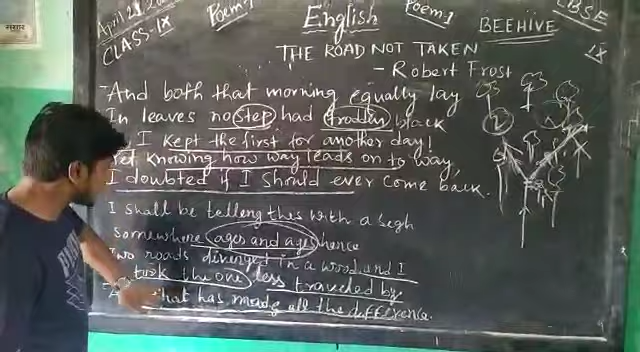 April 21 20
CLASS-IX
Poem-1
English
Poem-1
BEEHIVE
CBSE
IX
THE ROAD NOT TAKEN
- Robert Frost
And both that morning equally lay
In leaves no step had trodden black
I kept the first for another day!
Yet knowing how way leads on to way,
I doubted if I should ever come back.
I shall be telling this with a sigh
Somewhere ages and ages hence
Two roads diverged in a wood, and I
took the one less traveled by
that has made all the difference.